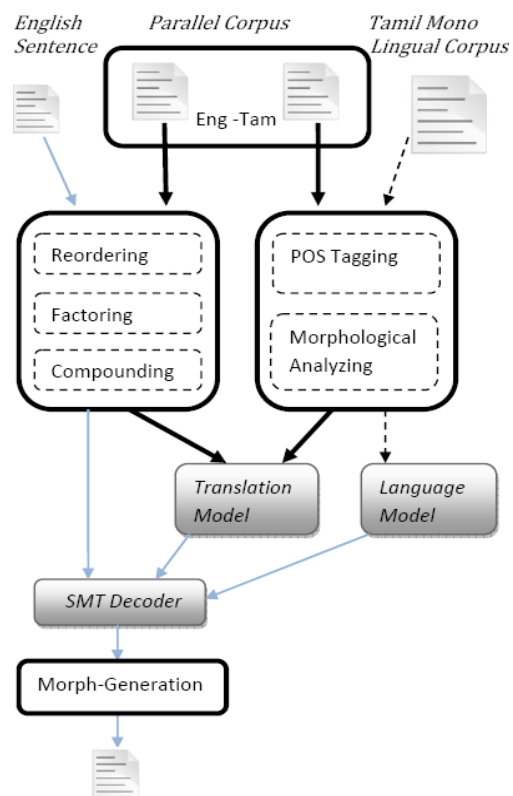 English
Sentence
Parallel Corpus
Tamil Mono
Lingual Corpus
Eng -Tam
Reordering
Factoring
Compounding
POS Tagging
Morphological
Analyzing
Translation
Model
Language
Model
SMT Decoder
Morph-Generation